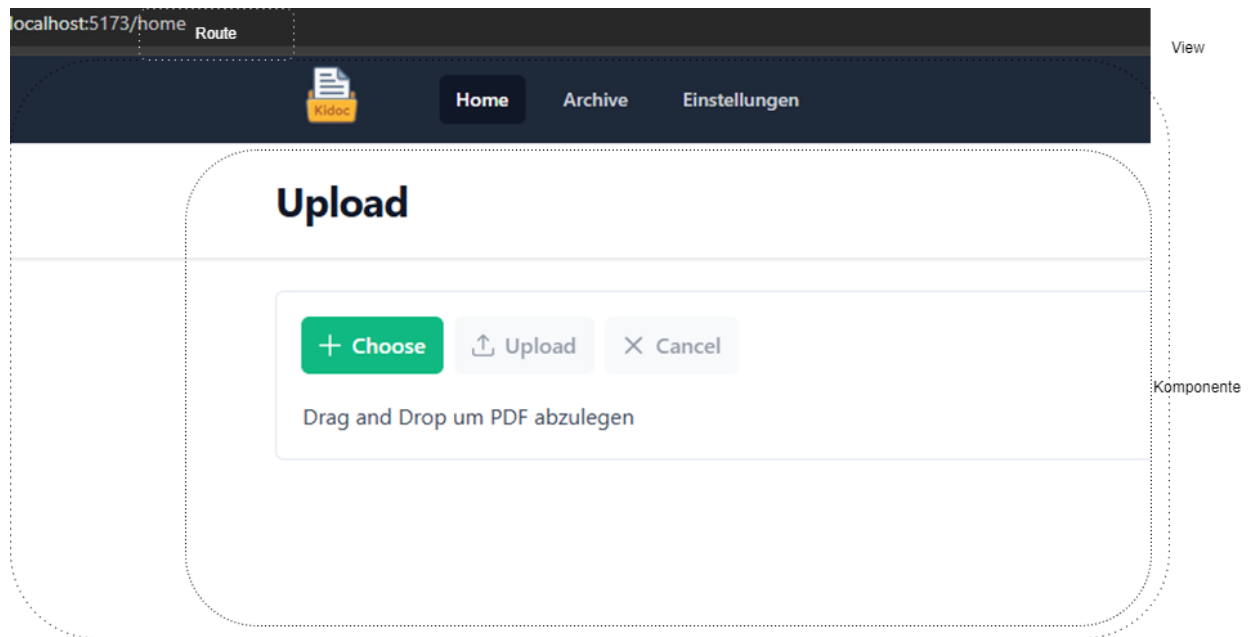 localhost:5173/home
Route
View
Kidoc
Home
Archive
Einstellungen
Upload
Choose
Upload
Cancel
Drag and Drop um PDF abzulegen
Komponente